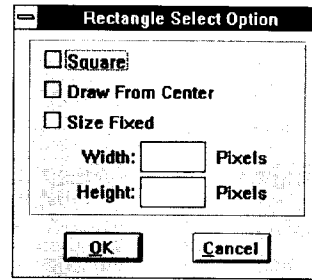 Rectangle Select Option
Square
Draw From Center
Size Fixed
Width: Pixels
Height: Pixels
OK Cancel